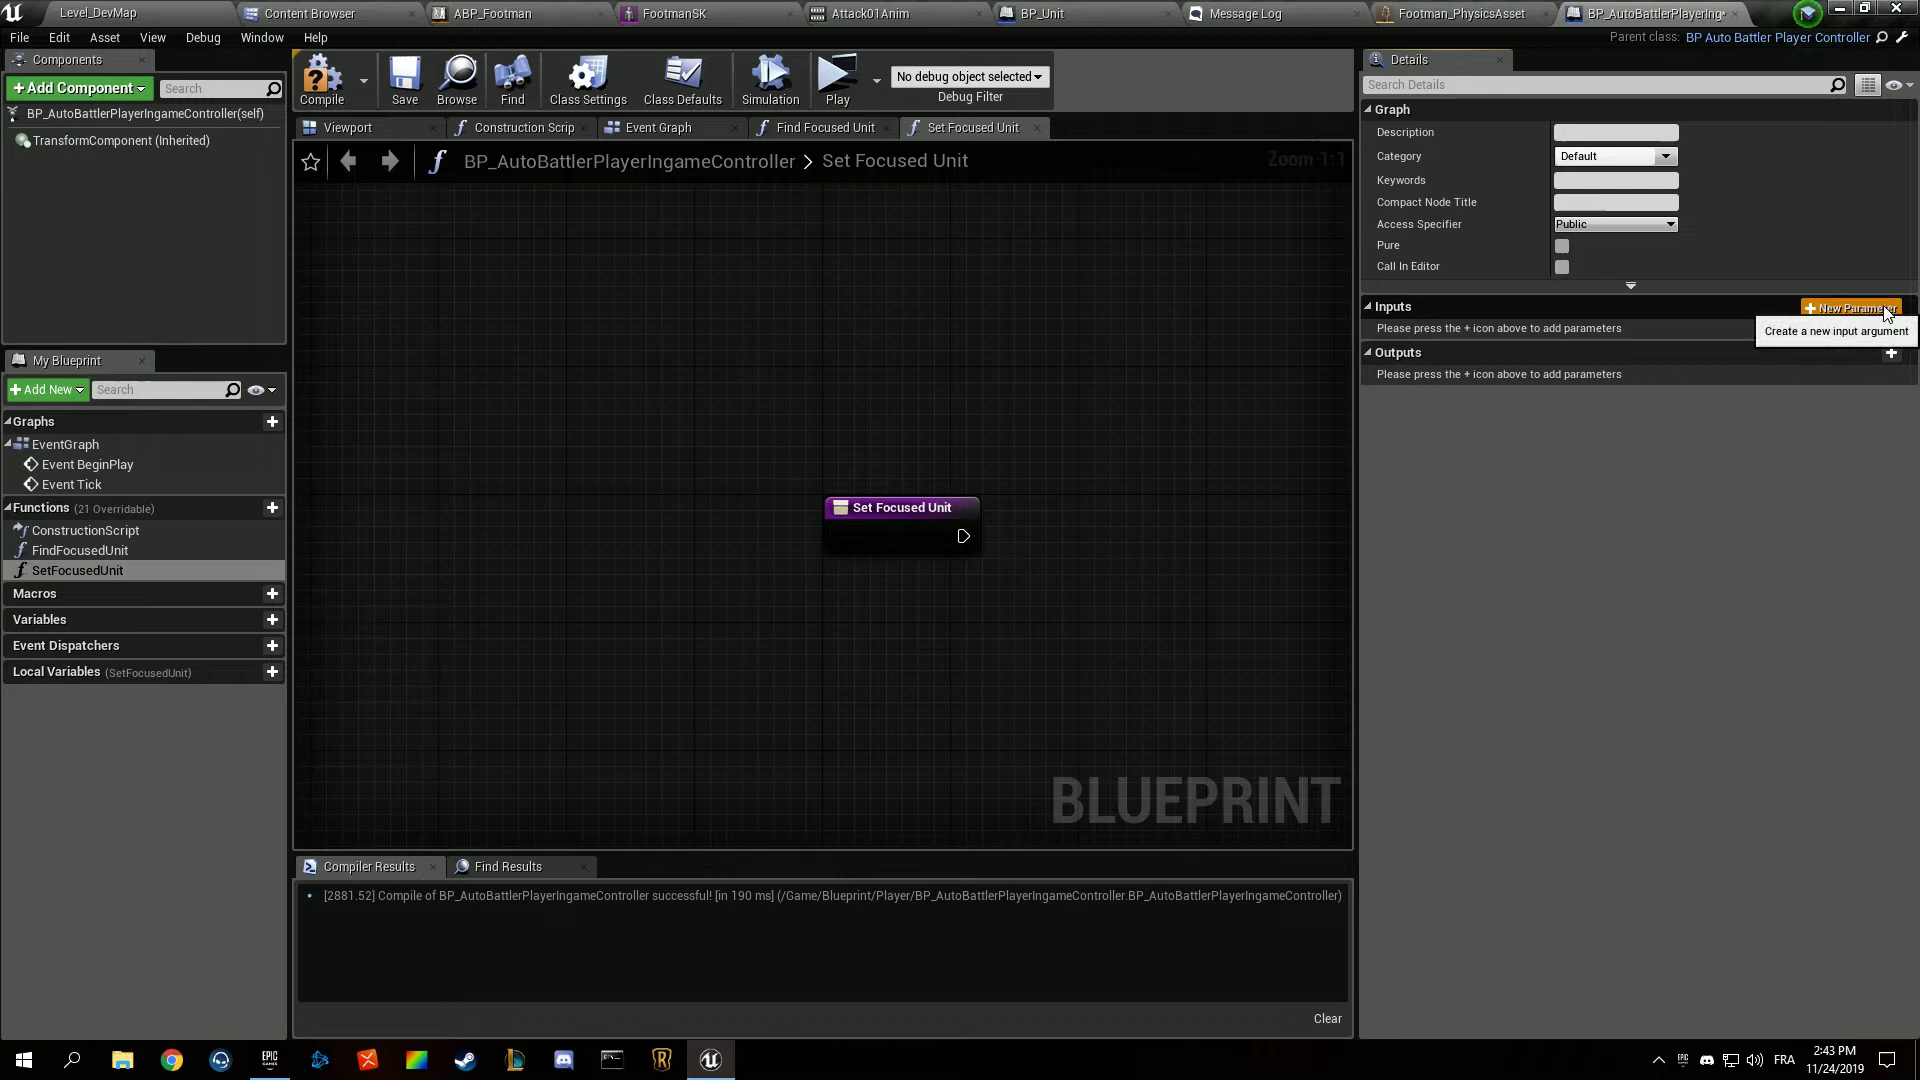 Level_DevMap
Content Browser
ABP_Footman
FootmanSK
Attack01Anim
BP_Unit
Message Log
Footman_PhysicsAsset
BP_AutoBattlerPlayerIng*
File Edit Asset View Debug Window Help
Parent class: BP Auto Battler Player Controller
Components
+Add Component
Search
BP_AutoBattlerPlayerIngameController(self)
TransformComponent (Inherited)
Compile
Save
Browse
Find
Class Settings
Class Defaults
Simulation
Play
No debug object selected
Debug Filter
Viewport
Construction Scrip
Event Graph
Find Focused Unit
Set Focused Unit
BP_AutoBattlerPlayerIngameController > Set Focused Unit
Zoom 1:1
Set Focused Unit
BLUEPRINT
My Blueprint
+Add New
Search
Graphs
EventGraph
Event BeginPlay
Event Tick
Functions (21 Overridable)
ConstructionScript
FindFocusedUnit
SetFocusedUnit
Macros
Variables
Event Dispatchers
Local Variables (SetFocusedUnit)
Compiler Results
Find Results
[2881.52] Compile of BP_AutoBattlerPlayerIngameController successful! [in 190 ms] (/Game/Blueprint/Player/BP_AutoBattlerPlayerIngameController.BP_AutoBattlerPlayerIngameController)
Clear
Details
Search Details
Graph
Description
Category Default
Keywords
Compact Node Title
Access Specifier Public
Pure
Call In Editor
Inputs
+ New Parameter
Please press the + icon above to add parameters
Create a new input argument
Outputs
Please press the + icon above to add parameters
EPIC
GAMES
FRA
2:43 PM
11/24/2019